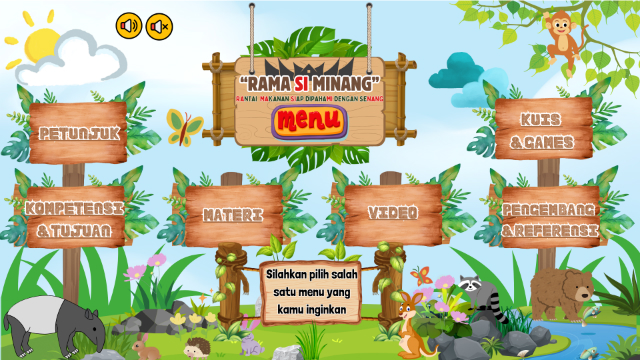 "RAMA SI MINANG"
RANTAI MAKANAN SIAP DIPAHAMI DENGAN SENANG
menu
PETUNJUK
KUIS
& GAMES
KOMPETENSI
& TUJUAN
MATERI
VIDEO
PENGEMBANG
& REFERENSI
Silahkan pilih salah
satu menu yang
kamu inginkan